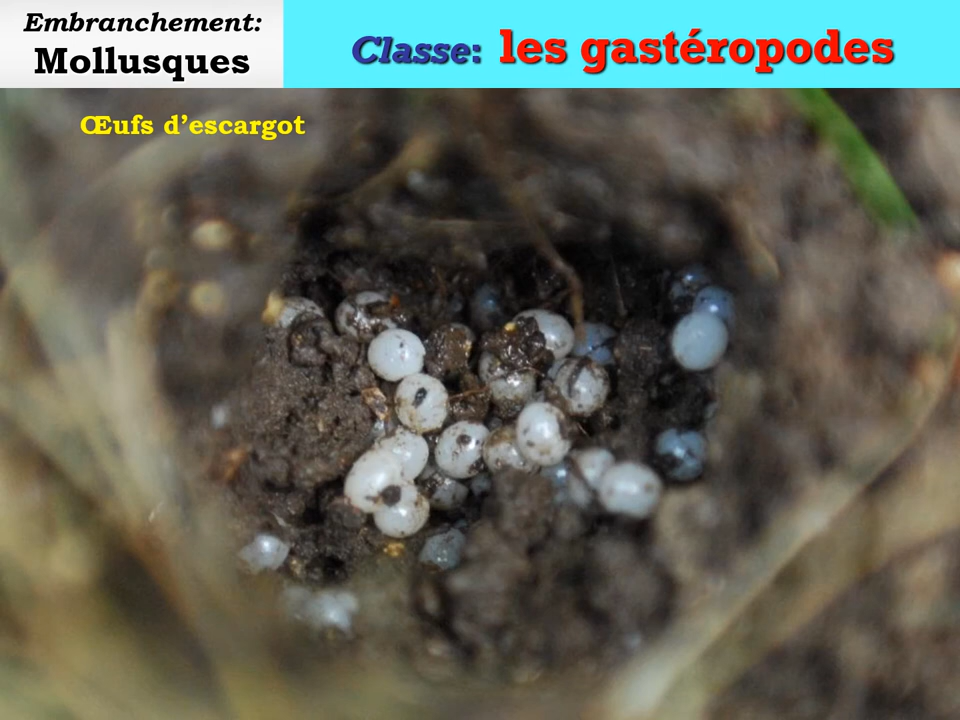 Embranchement:
Mollusques
Classe: les gastéropodes
Œufs d’escargot